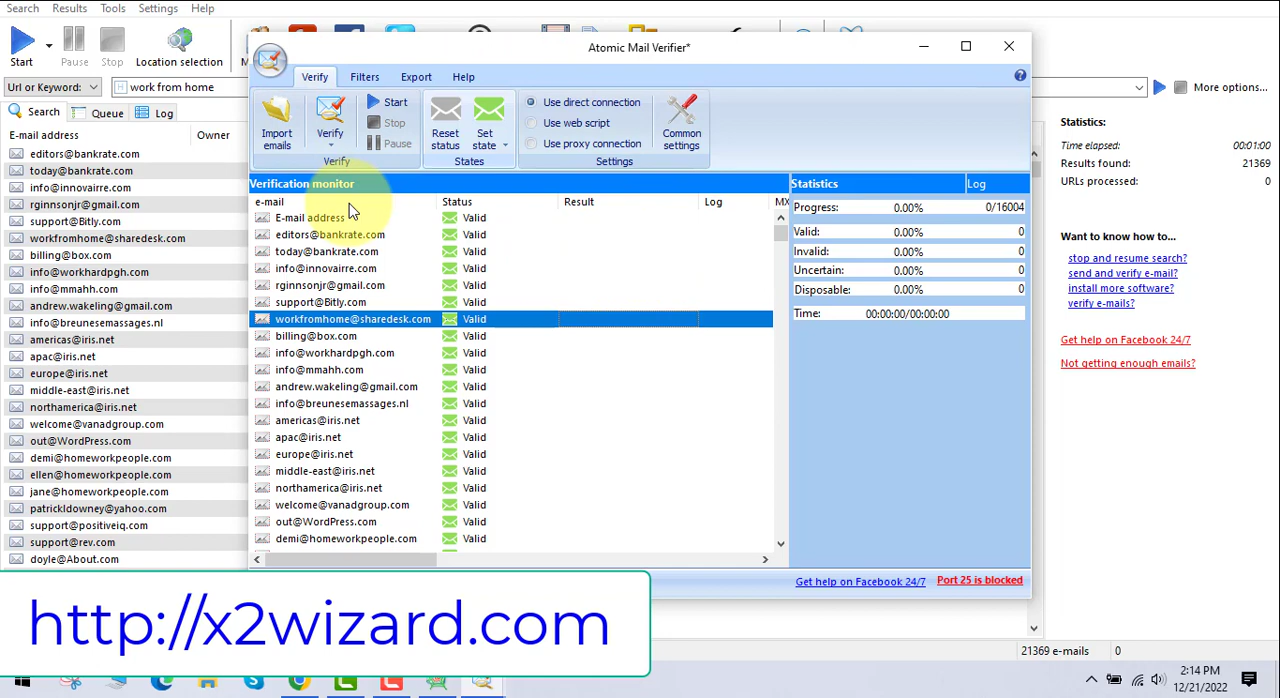 Search Results Tools Settings Help
Start Pause Stop Location selection
Url or Keyword: work from home More options...
Search Queue Log
E-mail address Owner
editors@bankrate.com
today@bankrate.com
info@innovairre.com
rginnsonjr@gmail.com
support@Bitly.com
workfromhome@sharedesk.com
billing@box.com
info@workhardpgh.com
info@mmahh.com
andrew.wakeling@gmail.com
info@breunesemassages.nl
americas@iris.net
apac@iris.net
europe@iris.net
middle-east@iris.net
northamerica@iris.net
welcome@vanadgroup.com
out@WordPress.com
demi@homeworkpeople.com
ellen@homeworkpeople.com
jane@homeworkpeople.com
patrickldowney@yahoo.com
support@positiveiq.com
support@rev.com
doyle@About.com
Atomic Mail Verifier*
Verify Filters Export Help
Import emails
Verify
Start
Stop
Pause
Verify
Reset status
Set state
States
Use direct connection
Use web script
Use proxy connection
Common settings
Settings
Verification monitor
e-mail Status Result Log MX
E-mail address Valid
editors@bankrate.com Valid
today@bankrate.com Valid
info@innovairre.com Valid
rginnsonjr@gmail.com Valid
support@Bitly.com Valid
workfromhome@sharedesk.com Valid
billing@box.com Valid
info@workhardpgh.com Valid
info@mmahh.com Valid
andrew.wakeling@gmail.com Valid
info@breunesemassages.nl Valid
americas@iris.net Valid
apac@iris.net Valid
europe@iris.net Valid
middle-east@iris.net Valid
northamerica@iris.net Valid
welcome@vanadgroup.com Valid
out@WordPress.com Valid
demi@homeworkpeople.com Valid
Statistics Log
Progress: 0.00% 0/16004
Valid: 0.00% 0
Invalid: 0.00% 0
Uncertain: 0.00% 0
Disposable: 0.00% 0
Time: 00:00:00/00:00:00
Get help on Facebook 24/7 Port 25 is blocked
Statistics:
Time elapsed: 00:01:00
Results found: 21369
URLs processed: 0
Want to know how to...
stop and resume search?
send and verify e-mail?
install more software?
verify e-mails?
Get help on Facebook 24/7
Not getting enough emails?
http://x2wizard.com
21369 e-mails 0
2:14 PM
12/21/2022